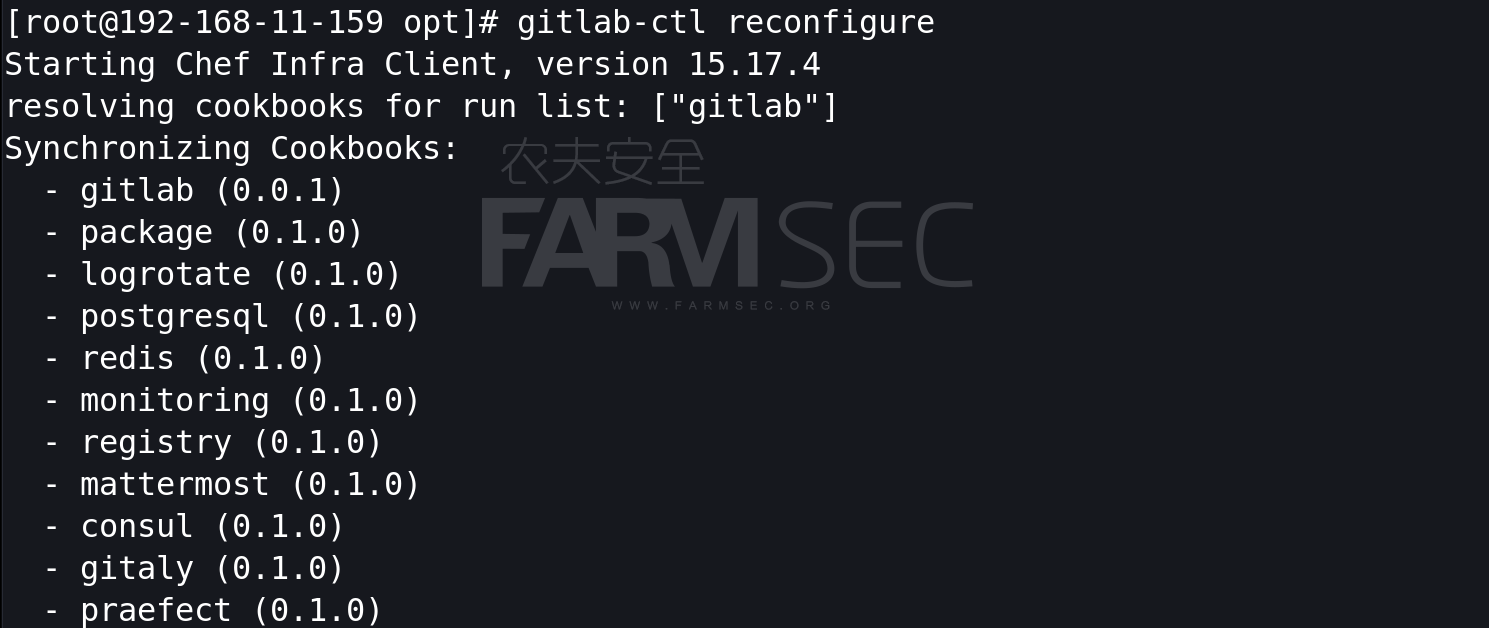 [root@192-168-11-159 opt]# gitlab-ctl reconfigure
Starting Chef Infra Client, version 15.17.4
resolving cookbooks for run list: ["gitlab"]
Synchronizing Cookbooks:
  - gitlab (0.0.1)
  - package (0.1.0)
  - logrotate (0.1.0)
  - postgresql (0.1.0)
  - redis (0.1.0)
  - monitoring (0.1.0)
  - registry (0.1.0)
  - mattermost (0.1.0)
  - consul (0.1.0)
  - gitaly (0.1.0)
  - praefect (0.1.0)
农夫安全
FARMSEC
WWW.FARMSEC.ORG